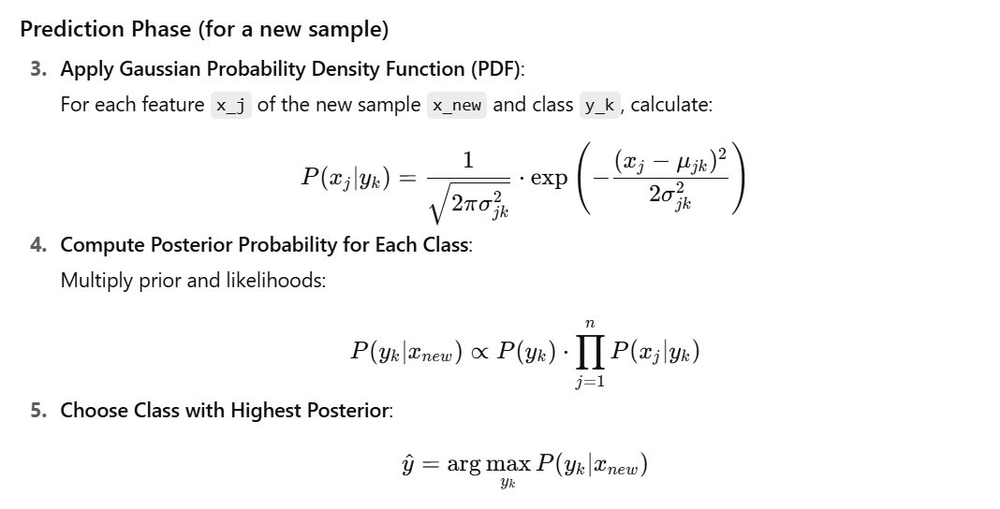 Prediction Phase (for a new sample)
3. Apply Gaussian Probability Density Function (PDF):
For each feature x_j of the new sample x_new and class y_k, calculate:
P(x_j|y_k) = \frac{1}{\sqrt{2\pi\sigma_{jk}^2}} \cdot \exp\left(-\frac{(x_j - \mu_{jk})^2}{2\sigma_{jk}^2}\right)
4. Compute Posterior Probability for Each Class:
Multiply prior and likelihoods:
P(y_k|x_{new}) \propto P(y_k) \cdot \prod_{j=1}^{n} P(x_j|y_k)
5. Choose Class with Highest Posterior:
\hat{y} = \arg\max_{y_k} P(y_k|x_{new})